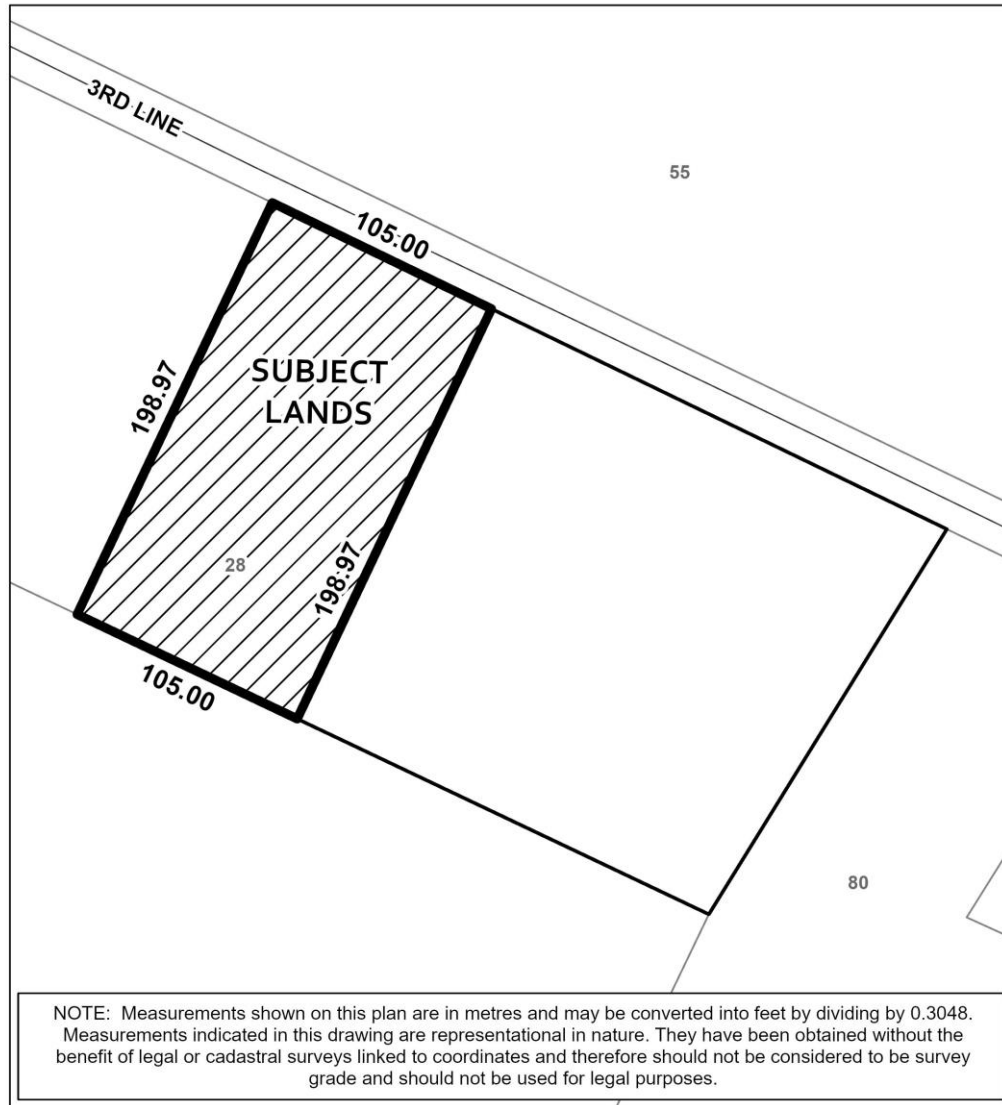 3RD LINE
55
105.00
SUBJECT
LANDS
198.97
28
198.97
105.00
80
NOTE: Measurements shown on this plan are in metres and may be converted into feet by dividing by 0.3048.
Measurements indicated in this drawing are representational in nature. They have been obtained without the
benefit of legal or cadastral surveys linked to coordinates and therefore should not be considered to be survey
grade and should not be used for legal purposes.